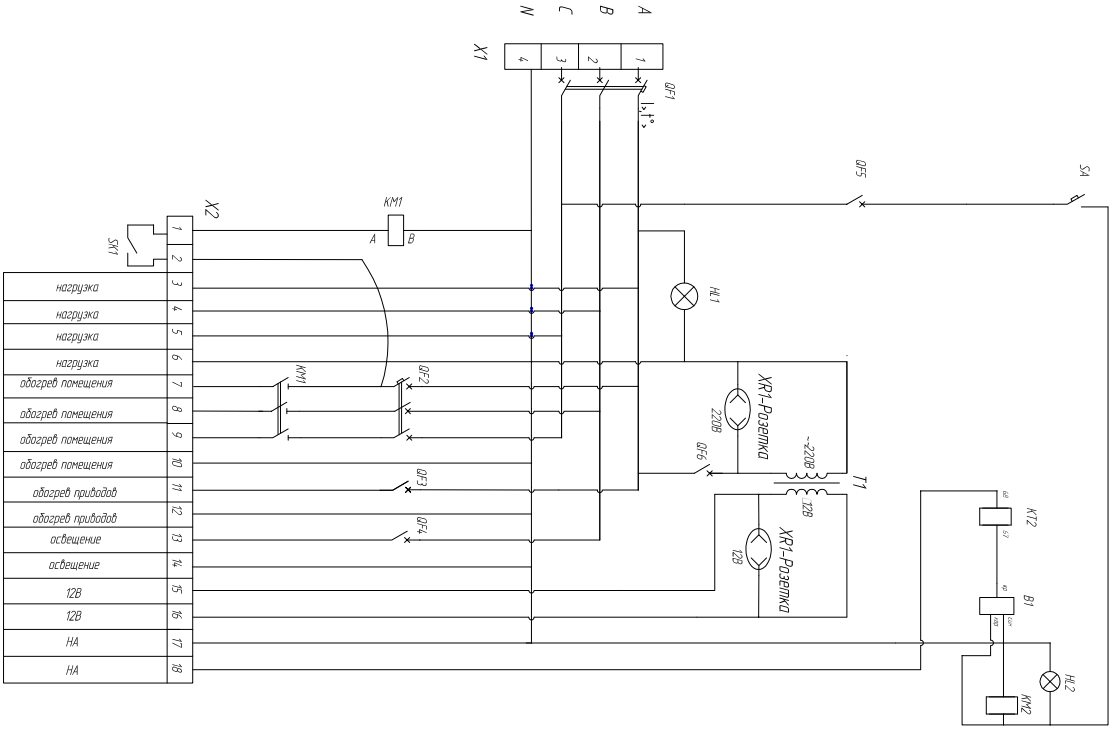 N
C
B
A
X1
4
3
2
1
QF1
I
t°
QF5
SA
X2
KM1
A
B
SK1
1
2
HL1
нагрузка
3
нагрузка
4
нагрузка
5
нагрузка
6
обогрев помещения
7
обогрев помещения
8
обогрев помещения
9
обогрев помещения
10
обогрев приводов
11
обогрев приводов
12
освещение
13
освещение
14
12В
15
12В
16
НА
17
НА
18
KM1
QF2
QF3
QF4
XR1-Розетка
220В
QF6
~220В
T1
12В
XR1-Розетка
12В
KT2
B1
HL2
KM2